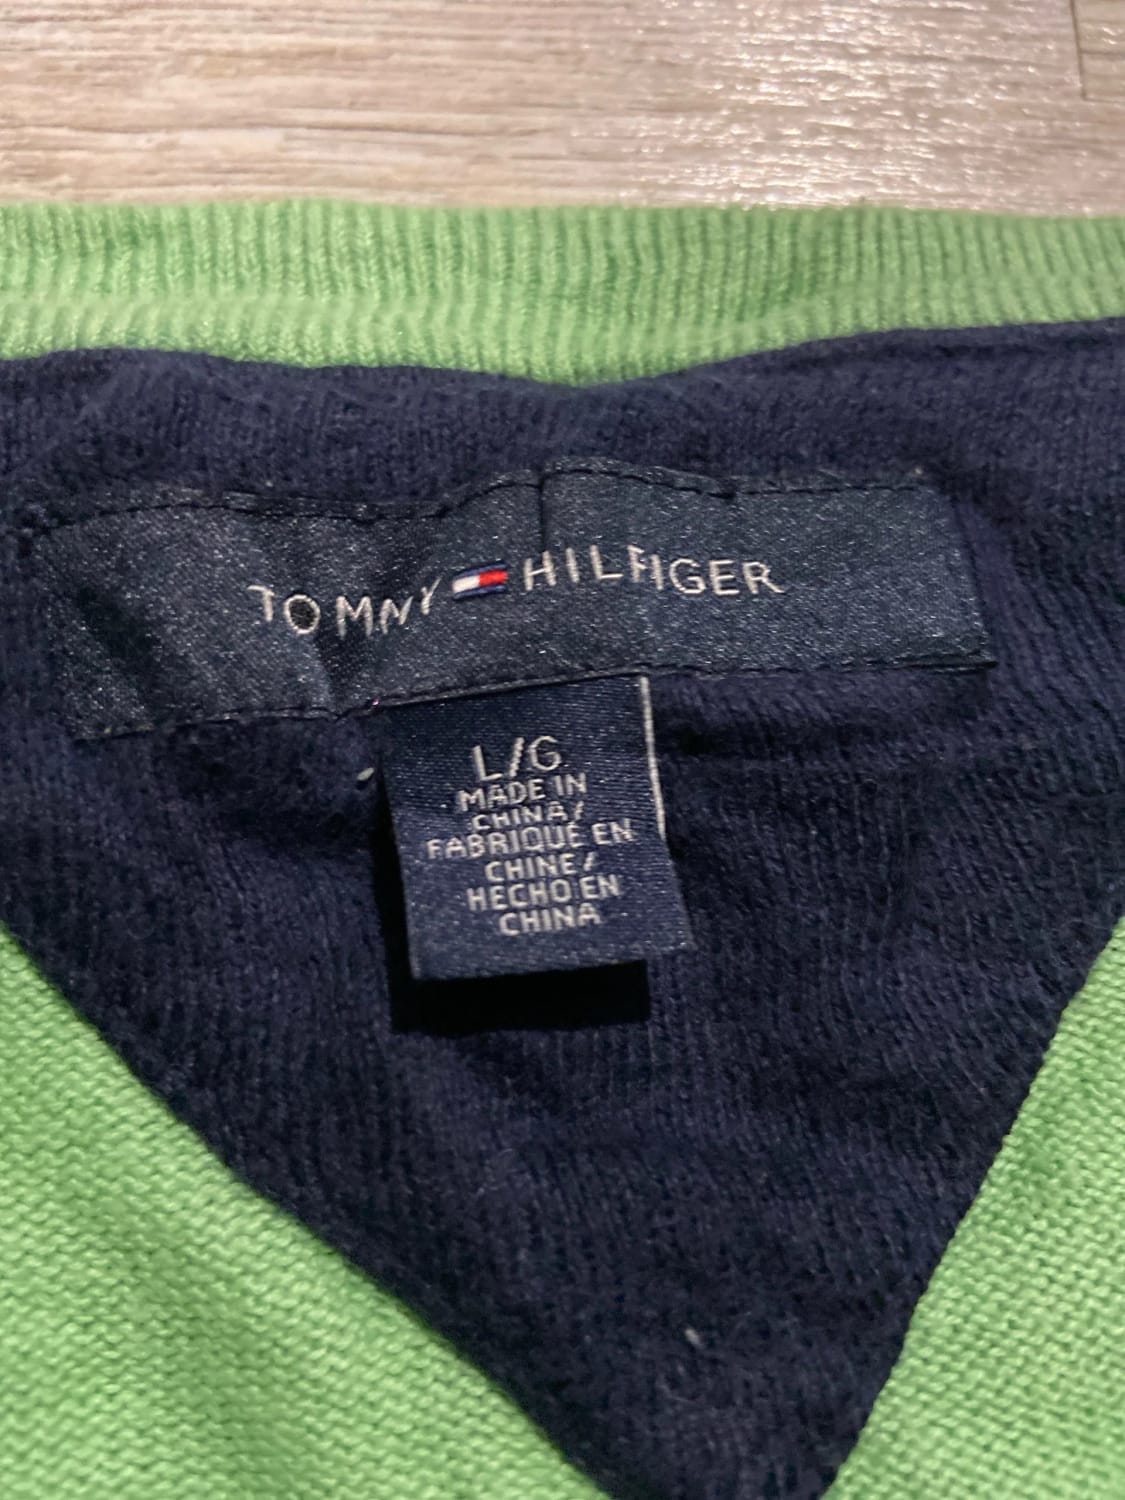 TOMMY HILFIGER
L/G
MADE IN
CHINA/
FABRIQUÉ EN
CHINE/
HECHO EN
CHINA